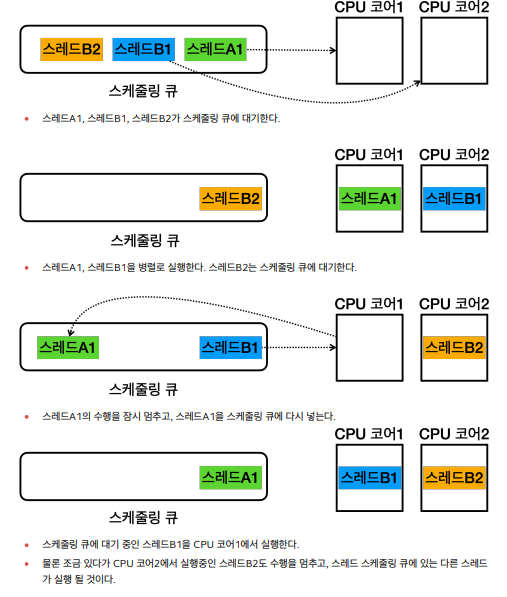 CPU 코어1 CPU 코어2
스레드B2 스레드B1 스레드A1
스케줄링 큐
스레드A1, 스레드B1, 스레드B2가 스케줄링 큐에 대기한다.
CPU 코어1 CPU 코어2
스레드B2 스레드A1 스레드B1
스케줄링 큐
스레드A1, 스레드B1을 병렬로 실행한다. 스레드B2는 스케줄링 큐에 대기한다.
CPU 코어1 CPU 코어2
스레드A1 스레드B1 스레드B2
스케줄링 큐
스레드A1의 수행을 잠시 멈추고, 스레드A1을 스케줄링 큐에 다시 넣는다.
CPU 코어1 CPU 코어2
스레드A1 스레드B1 스레드B2
스케줄링 큐
스케줄링 큐에 대기 중인 스레드B1을 CPU 코어1에서 실행한다.
물론 조금 있다가 CPU 코어2에서 실행중인 스레드B2도 수행을 멈추고, 스레드 스케줄링 큐에 있는 다른 스레드
가 실행 될 것이다.